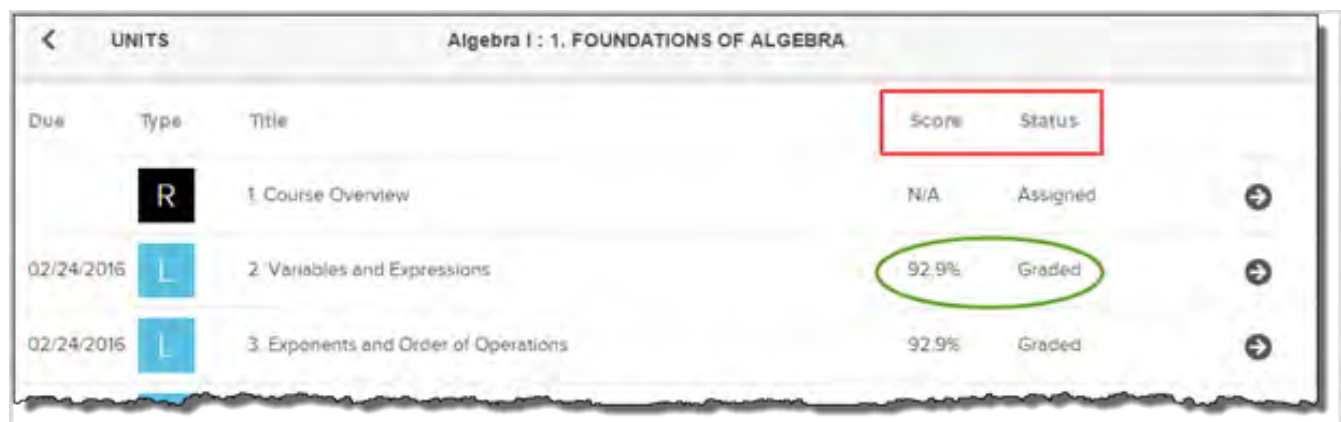 UNITS Algebra I : 1. FOUNDATIONS OF ALGEBRA
Due Type Title Score Status
R 1. Course Overview N/A Assigned
02/24/2016 L 2. Variables and Expressions 92.9% Graded
02/24/2016 L 3. Exponents and Order of Operations 92.9% Graded